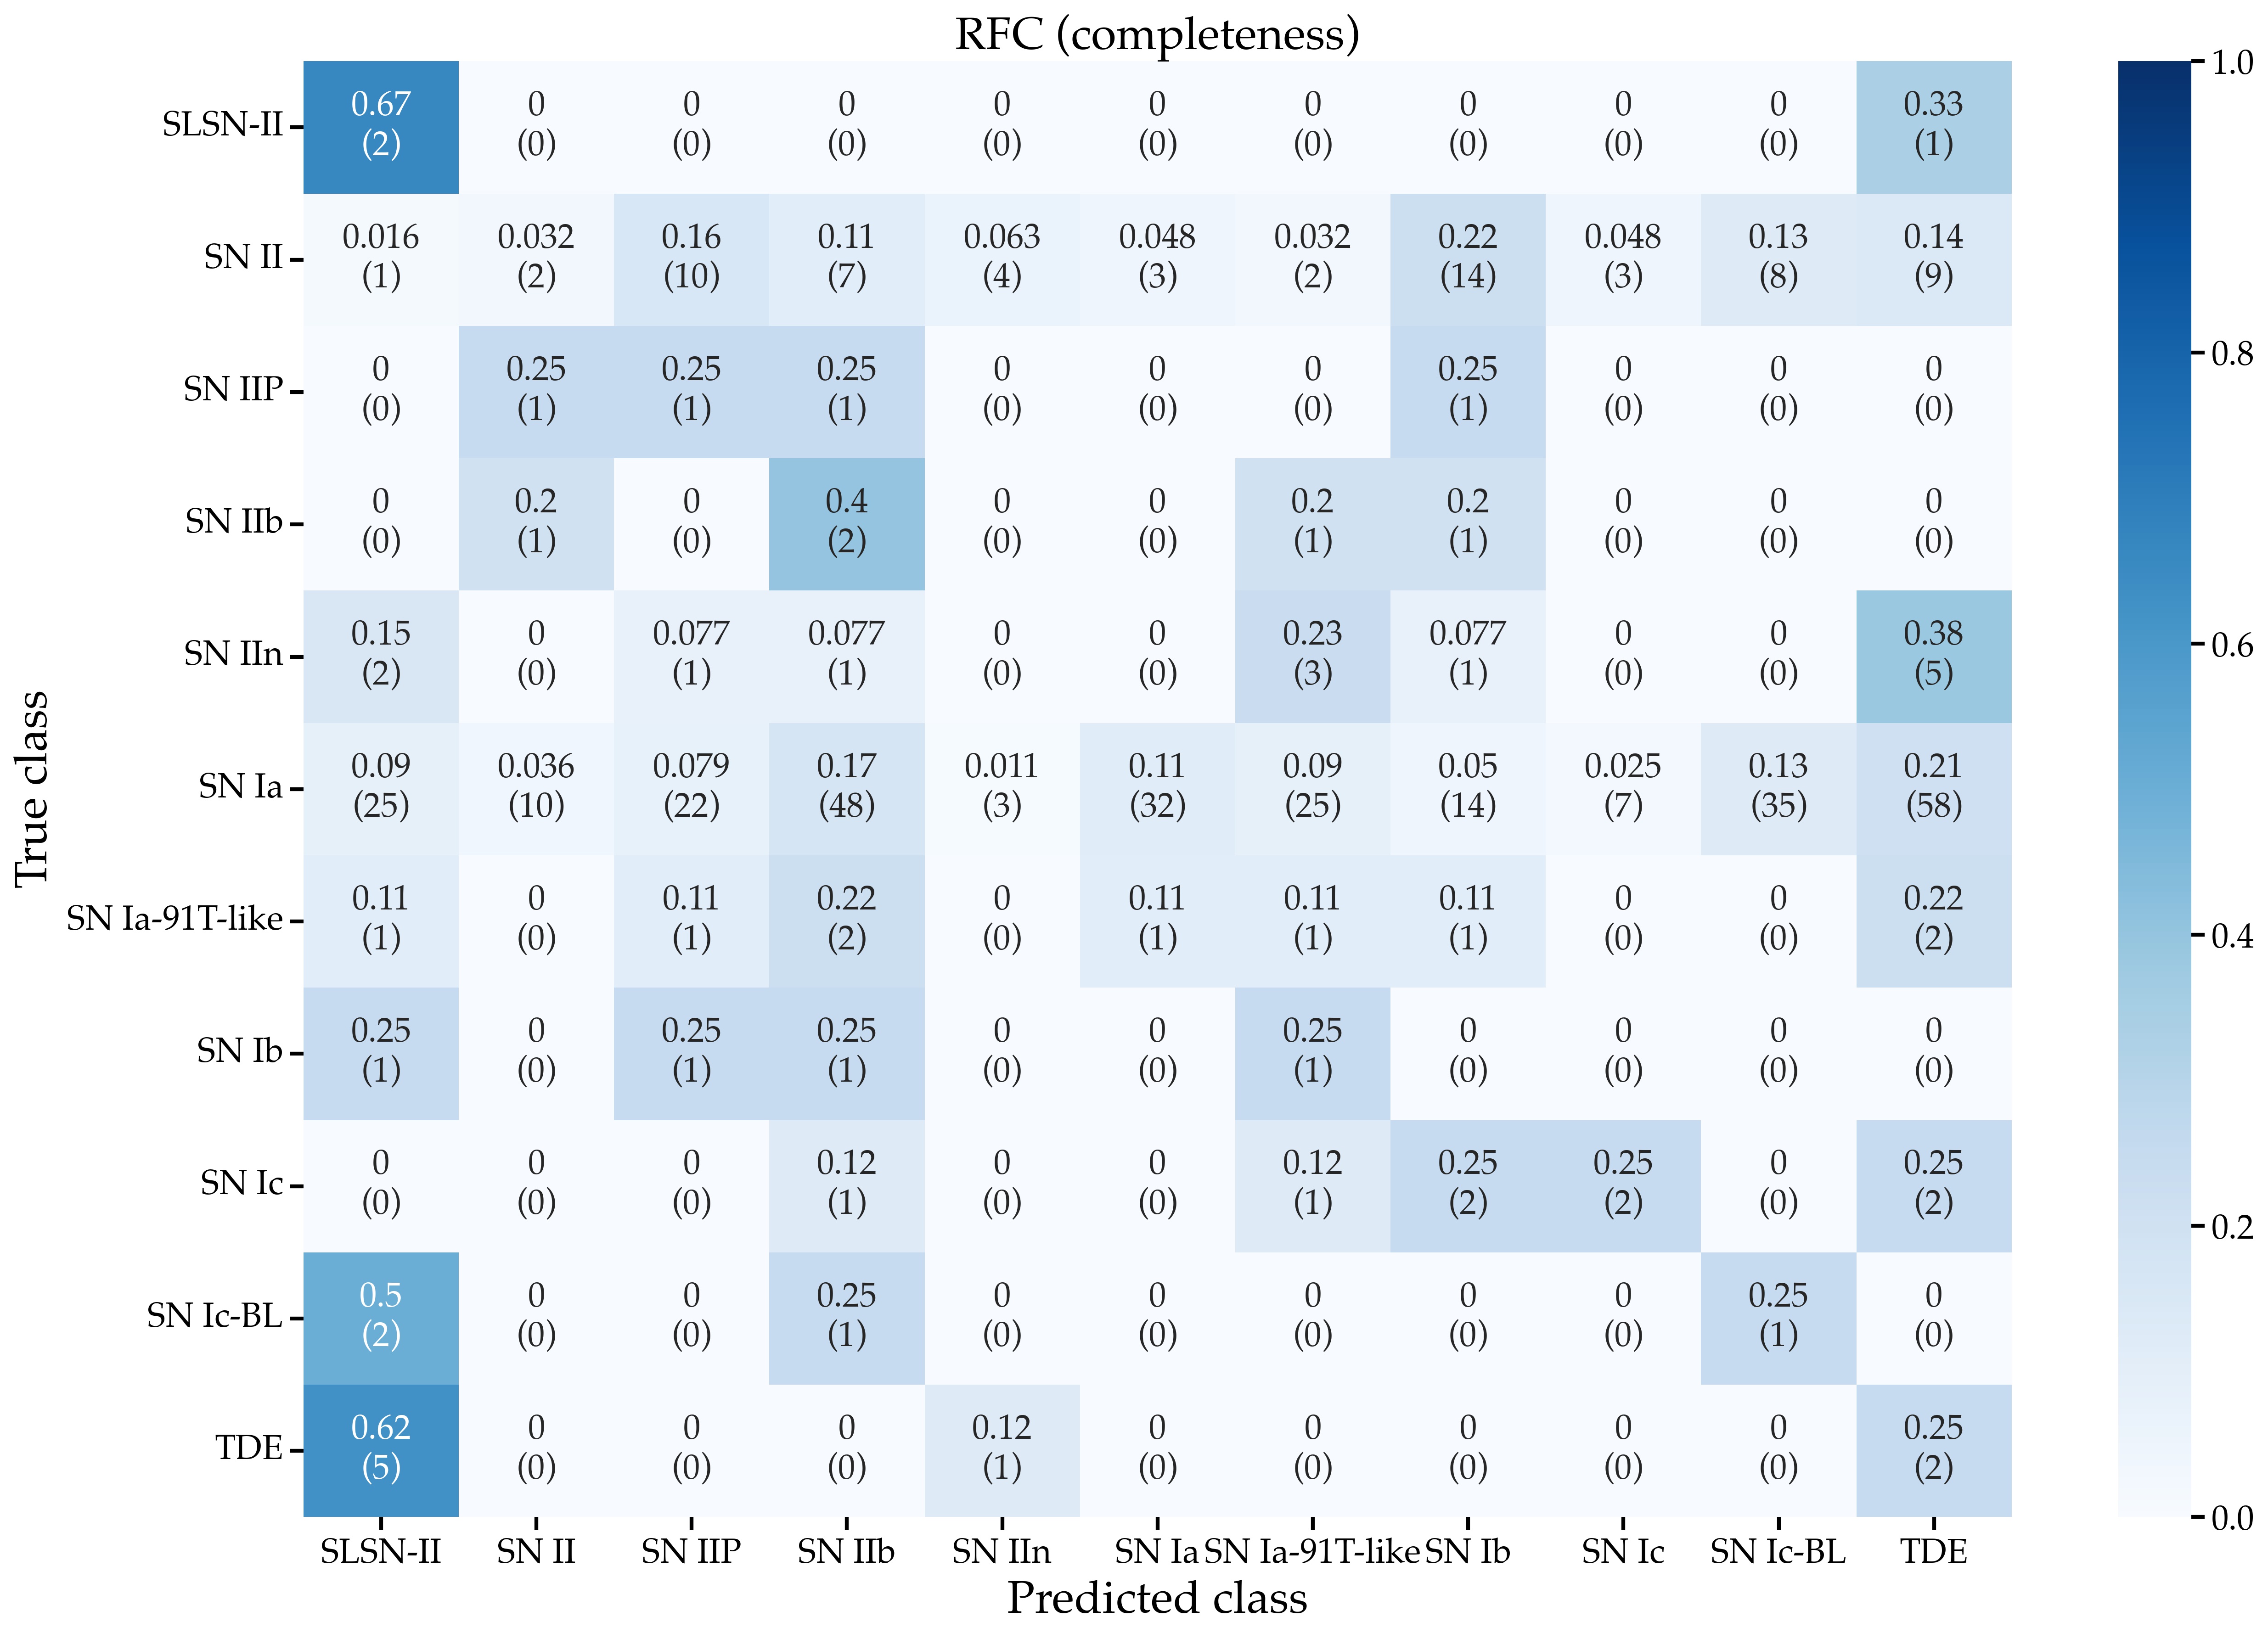 RFC (completeness)
SLSN-II 0.67 0 0 0 0 0 0 0 0 0 0.33
(2) (0) (0) (0) (0) (0) (0) (0) (0) (0) (1)
SN II 0.016 0.032 0.16 0.11 0.063 0.048 0.032 0.22 0.048 0.13 0.14
(1) (2) (10) (7) (4) (3) (2) (14) (3) (8) (9)
SN IIP 0 0.25 0.25 0.25 0 0 0 0.25 0 0 0
(0) (1) (1) (1) (0) (0) (0) (1) (0) (0) (0)
SN IIb 0 0.2 0 0.4 0 0 0.2 0.2 0 0 0
(0) (1) (0) (2) (0) (0) (1) (1) (0) (0) (0)
SN IIn 0.15 0 0.077 0.077 0 0 0.23 0.077 0 0 0.38
(2) (0) (1) (1) (0) (0) (3) (1) (0) (0) (5)
SN Ia 0.09 0.036 0.079 0.17 0.011 0.11 0.09 0.05 0.025 0.13 0.21
(25) (10) (22) (48) (3) (32) (25) (14) (7) (35) (58)
SN Ia-91T-like 0.11 0 0.11 0.22 0 0.11 0.11 0.11 0 0 0.22
(1) (0) (1) (2) (0) (1) (1) (1) (0) (0) (2)
SN Ib 0.25 0 0.25 0.25 0 0 0.25 0 0 0 0
(1) (0) (1) (1) (0) (0) (1) (0) (0) (0) (0)
SN Ic 0 0 0 0.12 0 0 0.12 0.25 0.25 0 0.25
(0) (0) (0) (1) (0) (0) (1) (2) (2) (0) (2)
SN Ic-BL 0.5 0 0 0.25 0 0 0 0 0 0.25 0
(2) (0) (0) (1) (0) (0) (0) (0) (0) (1) (0)
TDE 0.62 0 0 0 0.12 0 0 0 0 0 0.25
(5) (0) (0) (0) (1) (0) (0) (0) (0) (0) (2)
SLSN-II SN II SN IIP SN IIb SN IIn SN Ia SN Ia-91T-like SN Ib SN Ic SN Ic-BL TDE
Predicted class
True class
1.0
0.8
0.6
0.4
0.2
0.0